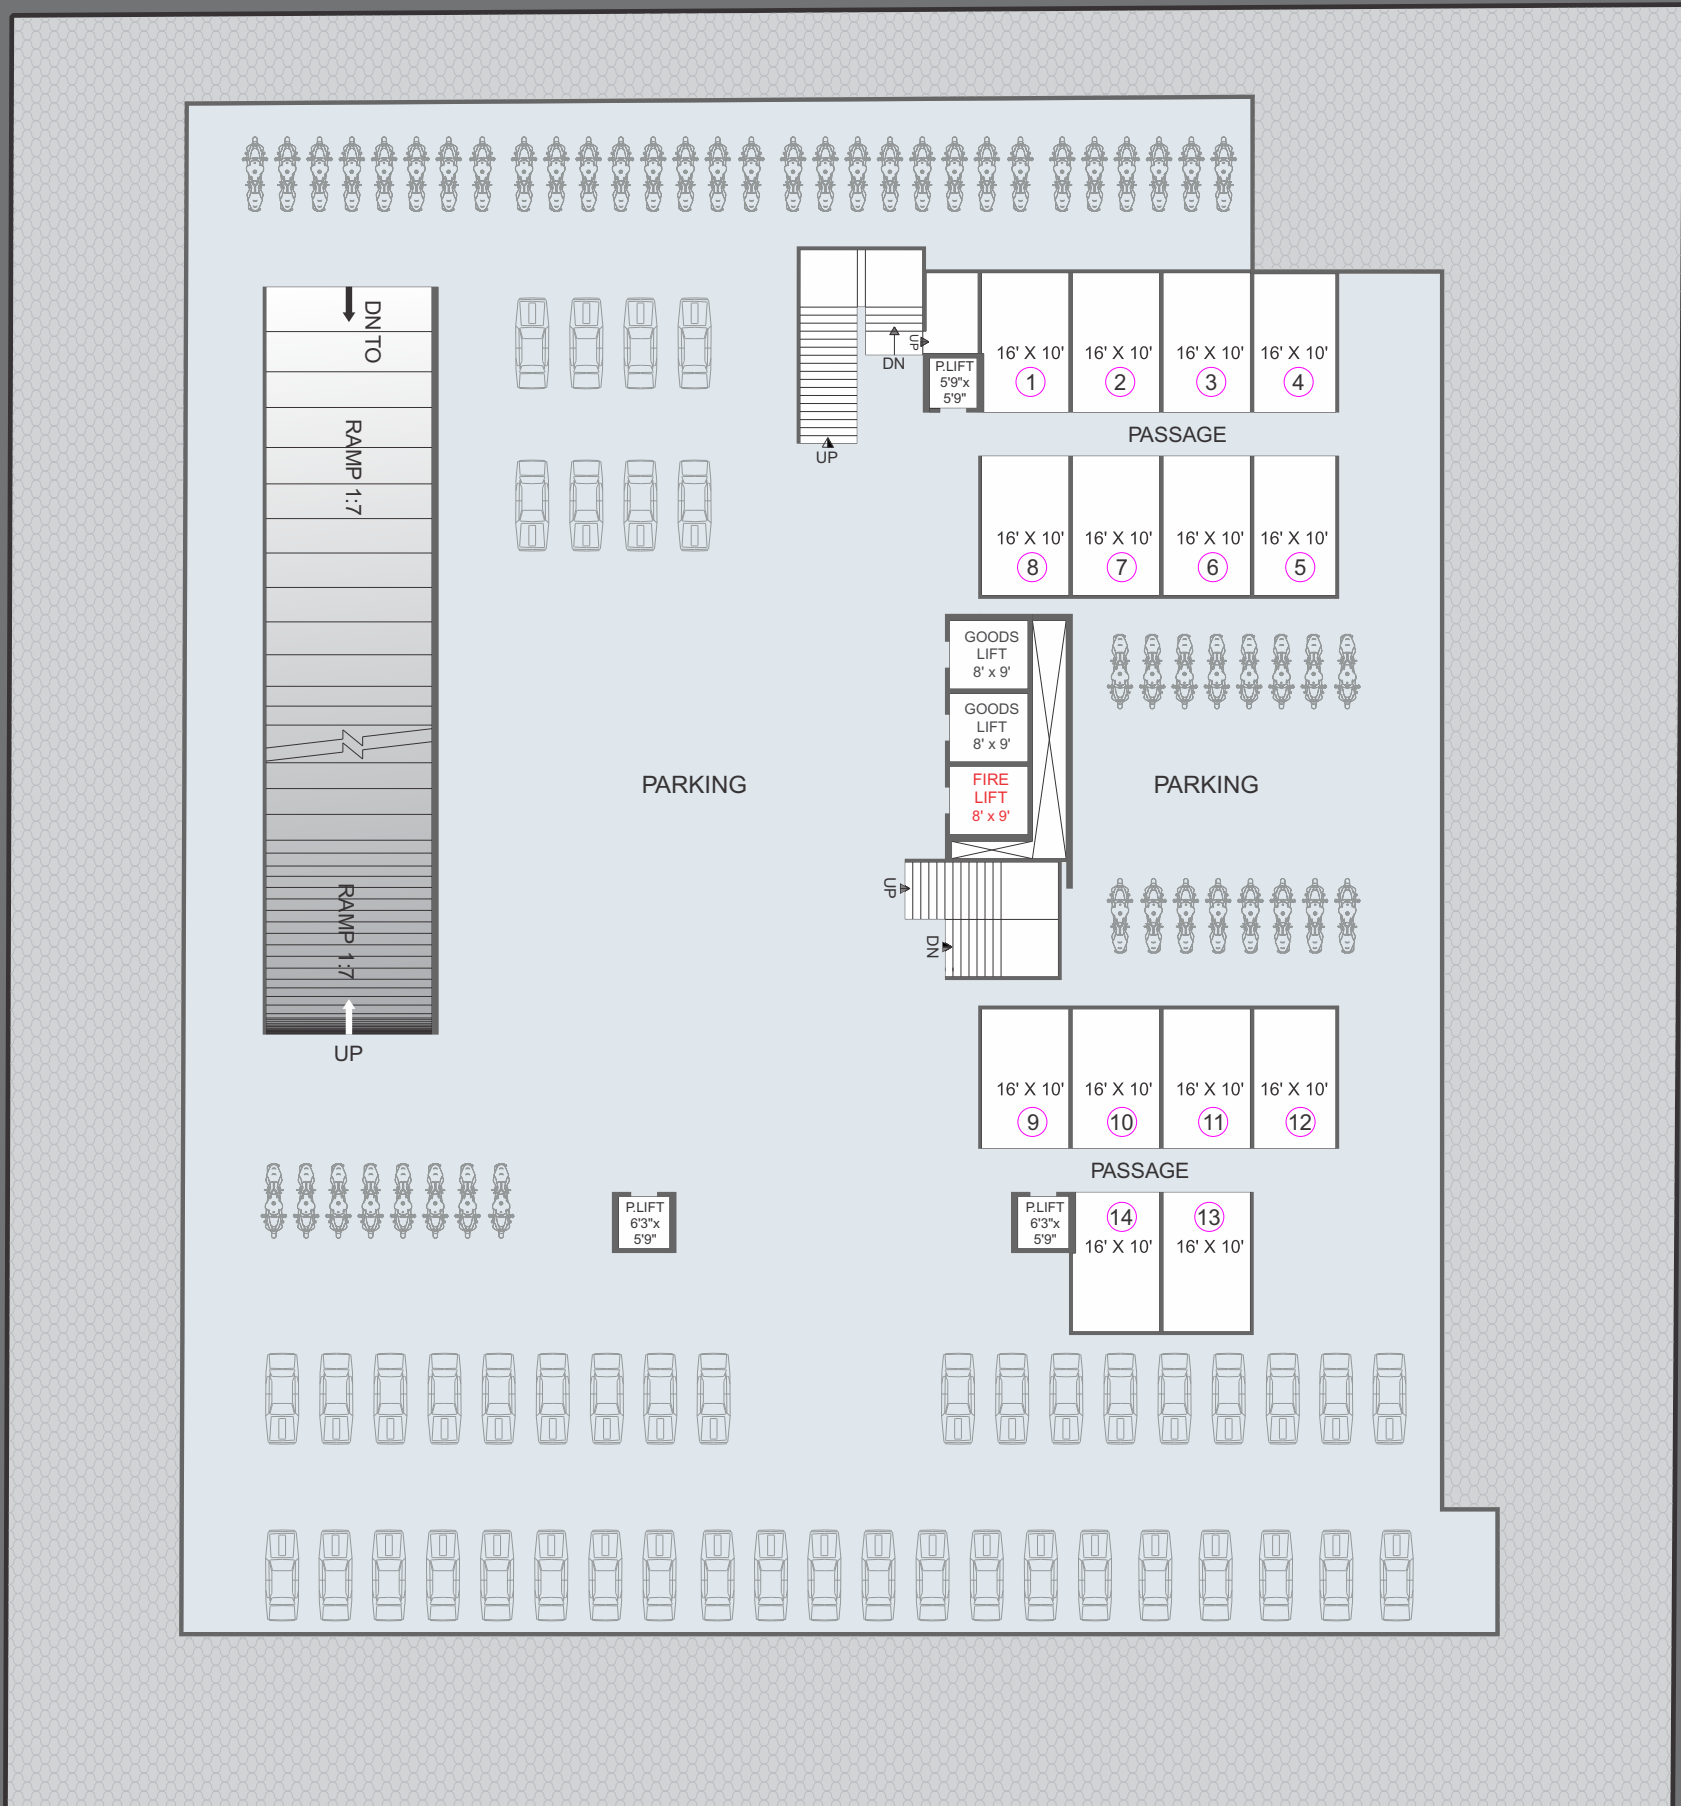 DN TO
RAMP 1:7
RAMP 1:7
UP
UP
DN
UP
P.LIFT
5'9"x
5'9"
16' X 10'
1
16' X 10'
2
16' X 10'
3
16' X 10'
4
PASSAGE
16' X 10'
8
16' X 10'
7
16' X 10'
6
16' X 10'
5
GOODS
LIFT
8' x 9'
GOODS
LIFT
8' x 9'
FIRE
LIFT
8' x 9'
PARKING
PARKING
UP
DN
16' X 10'
9
16' X 10'
10
16' X 10'
11
16' X 10'
12
PASSAGE
P.LIFT
6'3"x
5'9"
P.LIFT
6'3"x
5'9"
14
16' X 10'
13
16' X 10'